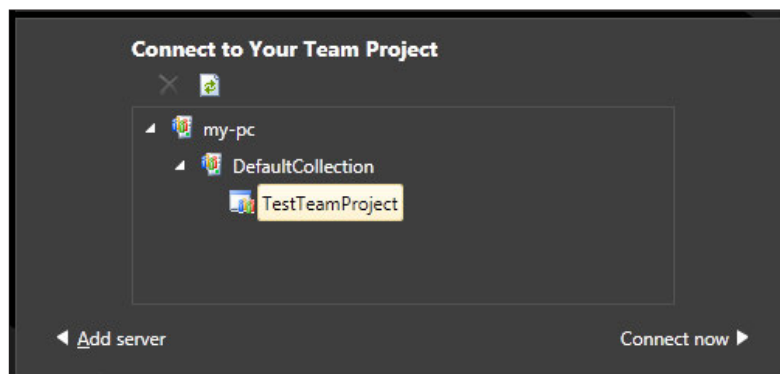 Connect to Your Team Project
my-pc
DefaultCollection
TestTeamProject
Add server
Connect now